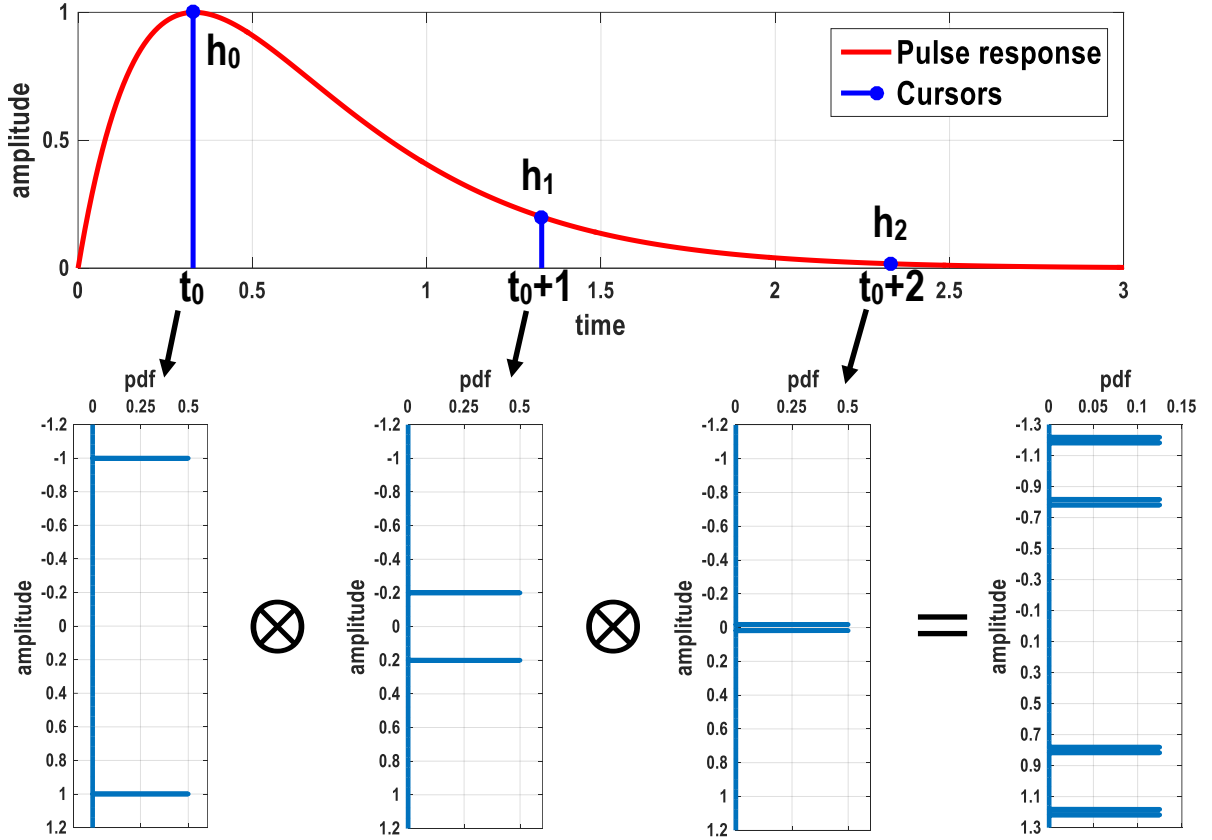 1
0.5
0
amplitude
h₀
h₁
h₂
Pulse response
Cursors
0
t₀
0.5
1
t₀+1
1.5
2
t₀+2
2.5
3
time
pdf
0 0.25 0.5
-1.2
-1
-0.8
-0.6
-0.4
-0.2
0
0.2
0.4
0.6
0.8
1
1.2
amplitude
pdf
0 0.25 0.5
-1.2
-1
-0.8
-0.6
-0.4
-0.2
0
0.2
0.4
0.6
0.8
1
1.2
amplitude
pdf
0 0.25 0.5
-1.2
-1
-0.8
-0.6
-0.4
-0.2
0
0.2
0.4
0.6
0.8
1
1.2
amplitude
=
pdf
0 0.05 0.1 0.15
-1.3
-1.1
-0.9
-0.7
-0.5
-0.3
-0.1
0.1
0.3
0.5
0.7
0.9
1.1
1.3
amplitude